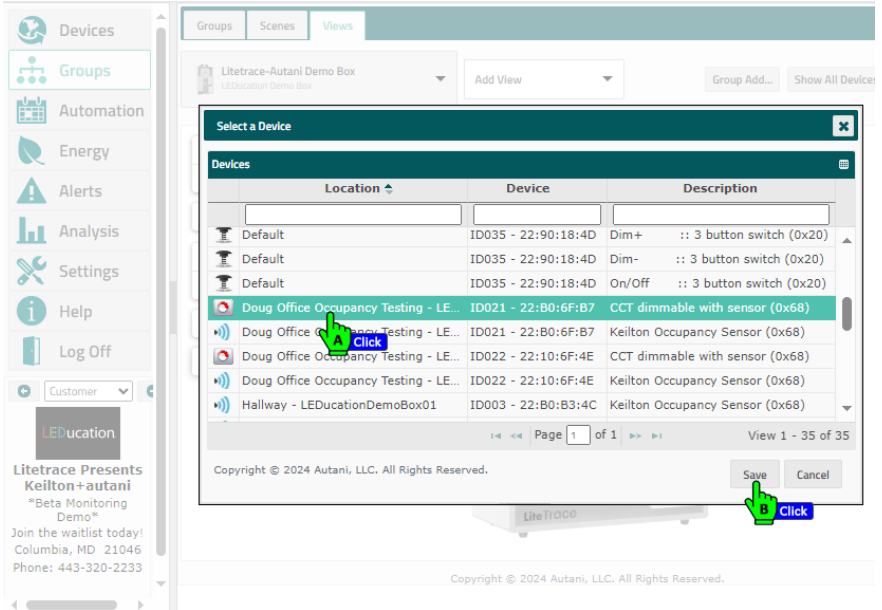 Devices
Groups
Automation
Energy
Alerts
Analysis
Settings
Help
Log Off
Customer
LEDucation
Litetrace Presents
Keilton+autani
*Beta Monitoring
Demo*
Join the waitlist today!
Columbia, MD 21046
Phone: 443-320-2233
Groups Scenes Views
Litetrace-Autani Demo Box
LEDucation Demo Box
Add View
Group Add... Show All Devices
Select a Device
Devices
Location Device Description
Default ID035 - 22:90:18:4D Dim+ :: 3 button switch (0x20)
Default ID035 - 22:90:18:4D Dim- :: 3 button switch (0x20)
Default ID035 - 22:90:18:4D On/Off :: 3 button switch (0x20)
Doug Office Occupancy Testing - LE... ID021 - 22:B0:6F:B7 CCT dimmable with sensor (0x68)
Doug Office Occupancy Testing - LE... ID021 - 22:B0:6F:B7 Keilton Occupancy Sensor (0x68)
A Click
Doug Office Occupancy Testing - LE... ID022 - 22:10:6F:4E CCT dimmable with sensor (0x68)
Doug Office Occupancy Testing - LE... ID022 - 22:10:6F:4E Keilton Occupancy Sensor (0x68)
Hallway - LEDucationDemoBox01 ID003 - 22:B0:B3:4C Keilton Occupancy Sensor (0x68)
Page 1 of 1 View 1 - 35 of 35
Copyright © 2024 Autani, LLC. All Rights Reserved.
Save Cancel
B Click
LiteTrace
Copyright © 2024 Autani, LLC. All Rights Reserved.